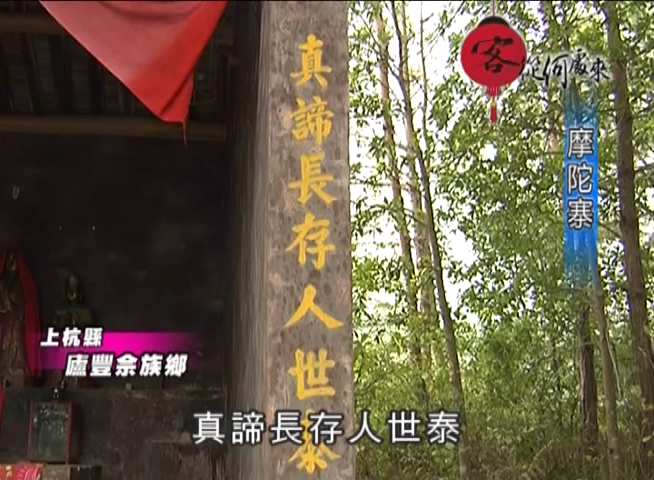 真諦長存人世泰
客從何處來
摩陀寨
上杭縣
廬豐畲族鄉
真諦長存人世泰